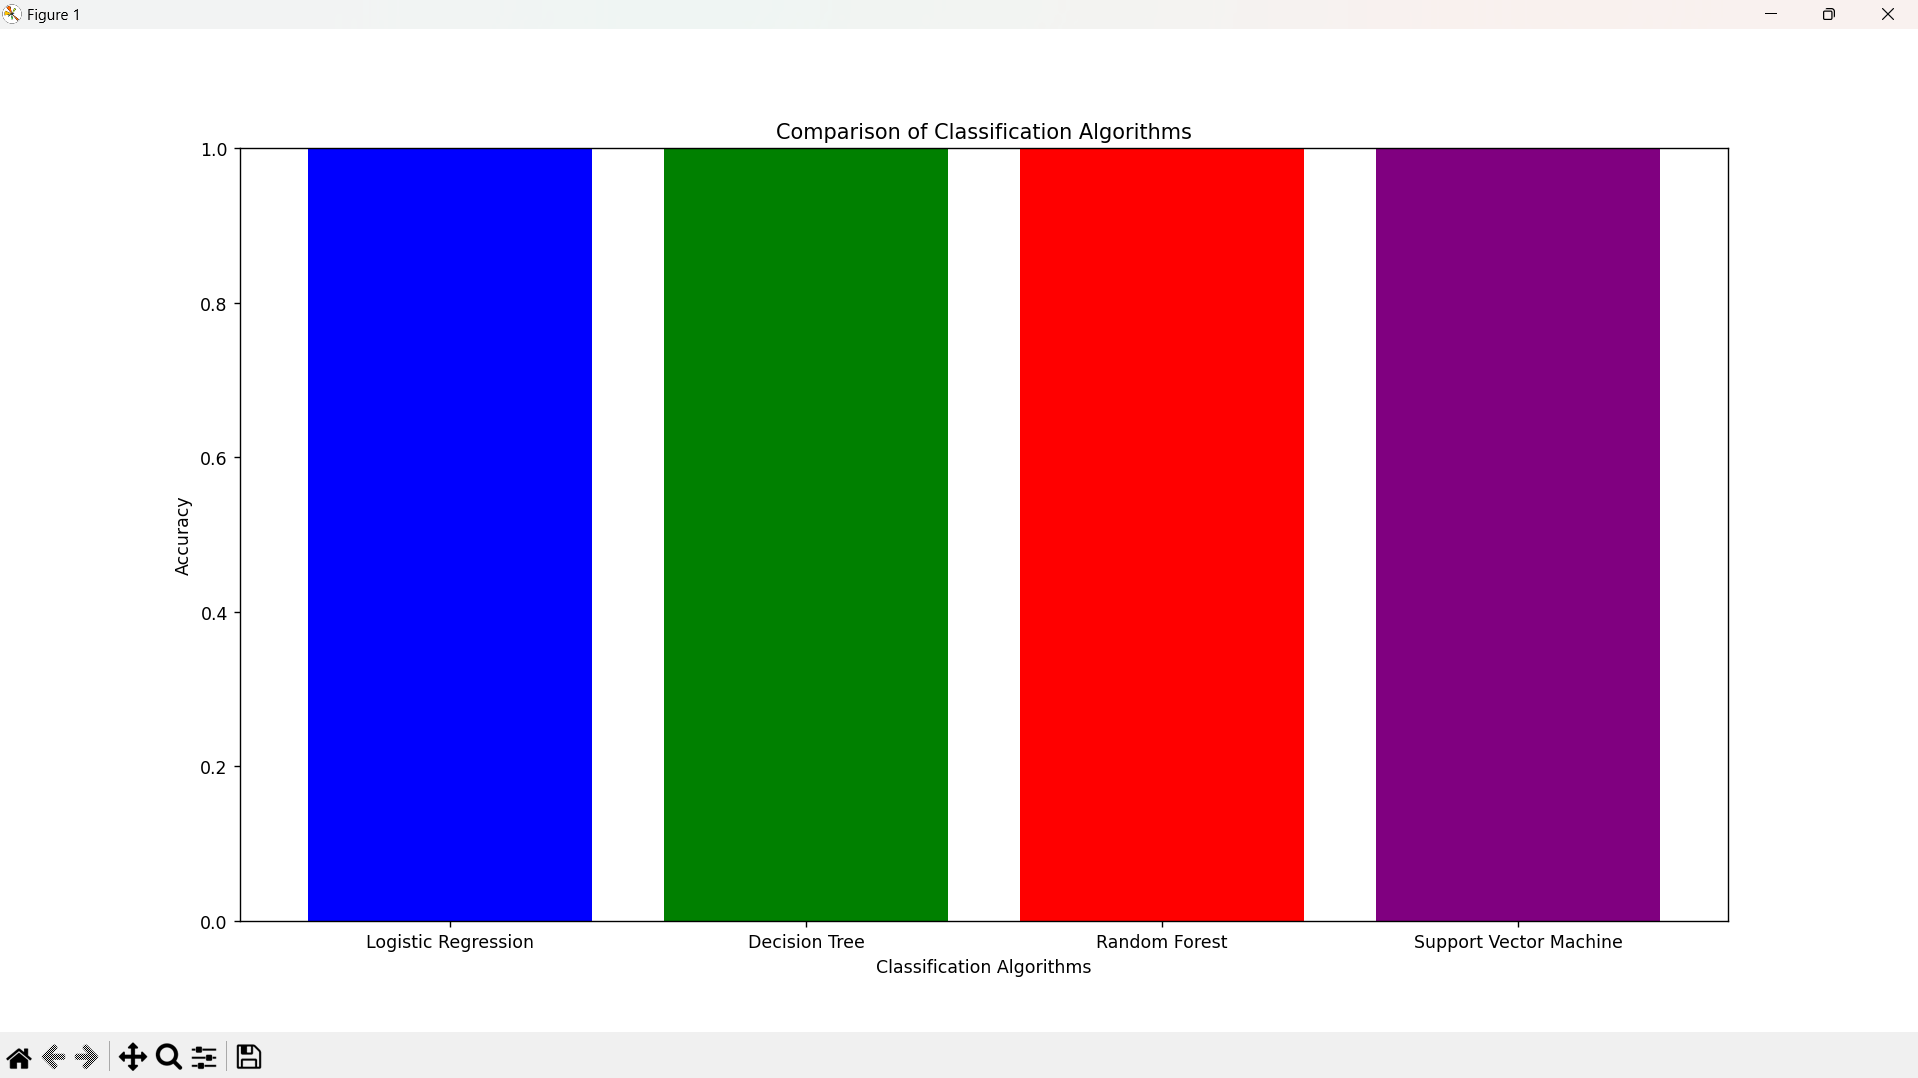 Figure 1
Comparison of Classification Algorithms
1.0
0.8
0.6
0.4
0.2
0.0
Accuracy
Logistic Regression
Decision Tree
Random Forest
Support Vector Machine
Classification Algorithms